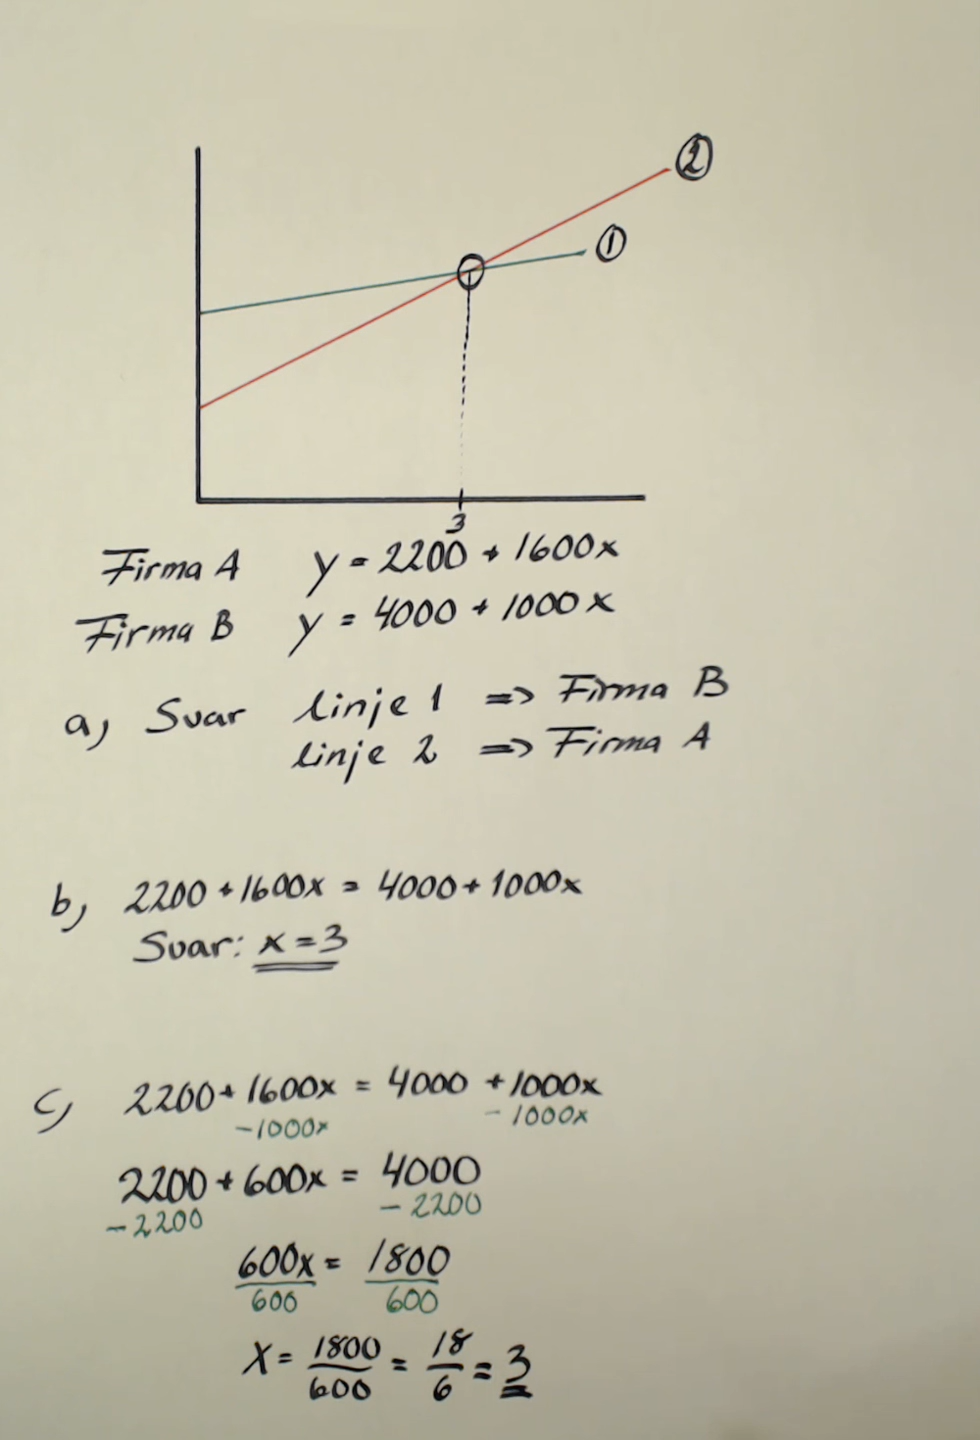 ②
①
3
Firma A y = 2200 + 1600x
Firma B y = 4000 + 1000x
a) Svar linje 1 => Firma B
linje 2 => Firma A
b) 2200 + 1600x = 4000 + 1000x
Svar: x = 3
c) 2200 + 1600x = 4000 + 1000x
-1000x - 1000x
2200 + 600x = 4000
-2200 - 2200
600x = 1800
600 600
x = 1800/600 = 18/6 = 3